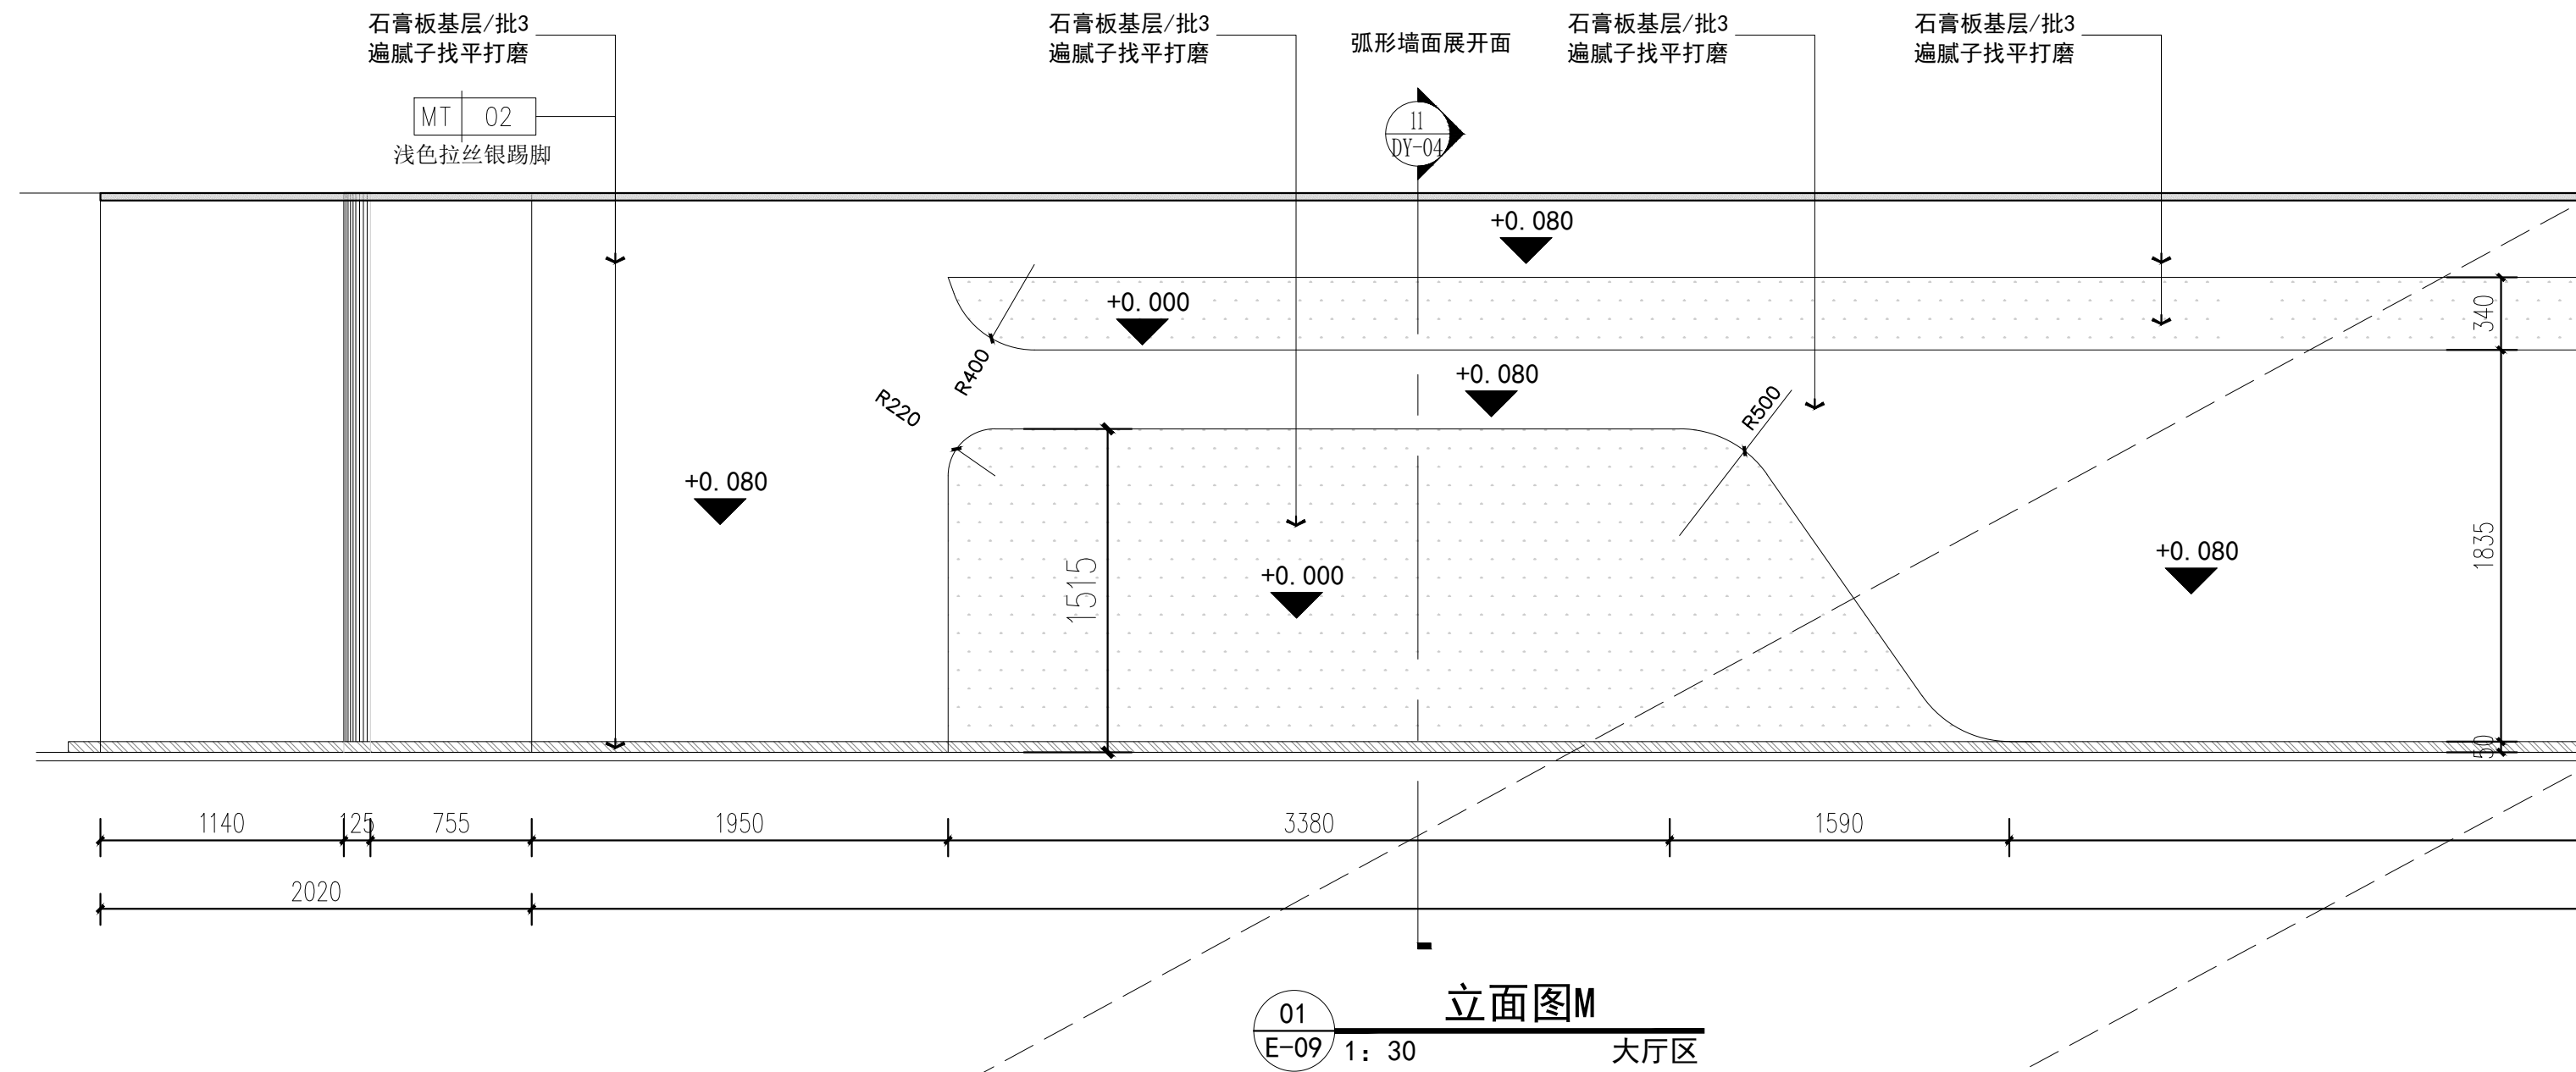 石膏板基层/批3
遍腻子找平打磨
石膏板基层/批3
遍腻子找平打磨
弧形墙面展开面
石膏板基层/批3
遍腻子找平打磨
石膏板基层/批3
遍腻子找平打磨
MT 02
浅色拉丝银踢脚
11
DY-04
+0.080
+0.000
340
R400
+0.080
R220
R500
+0.080
1515
+0.000
1835
+0.080
50
1140
125
755
1950
3380
1590
2020
01
E-09
立面图M
1: 30
大厅区